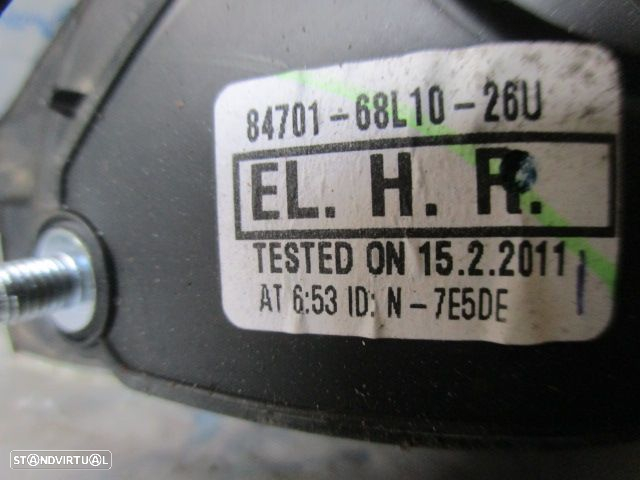 84701-68L10-26U
EL. H. R.
TESTED ON 15.2.2011
AT 6:53 ID: N-7E5DE
STANDVIRTUAL